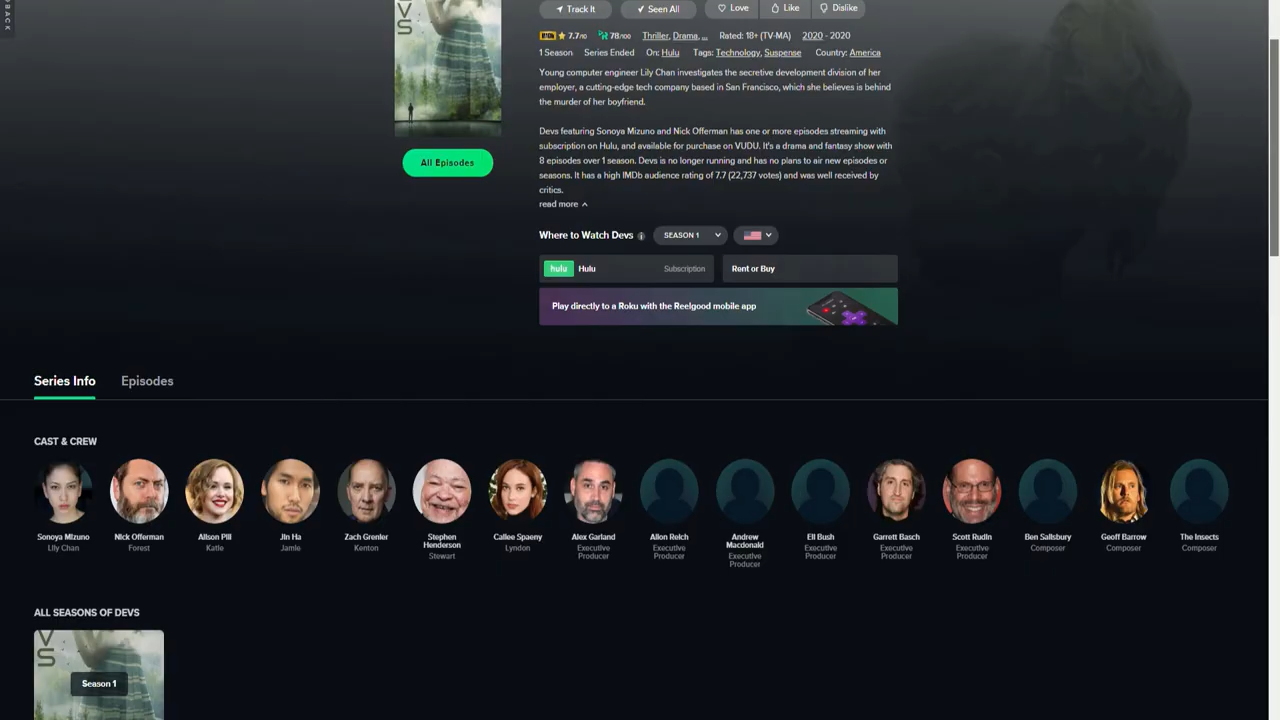 BACK
VS
Track It
Seen All
Love
Like
Dislike
IMDb 7.7/10 78/100 Thriller, Drama, ... Rated: 18+ (TV-MA) 2020 - 2020
1 Season Series Ended On: Hulu Tags: Technology, Suspense Country: America
Young computer engineer Lily Chan investigates the secretive development division of her
employer, a cutting-edge tech company based in San Francisco, which she believes is behind
the murder of her boyfriend.
Devs featuring Sonoya Mizuno and Nick Offerman has one or more episodes streaming with
subscription on Hulu, and available for purchase on VUDU. It's a drama and fantasy show with
8 episodes over 1 season. Devs is no longer running and has no plans to air new episodes or
seasons. It has a high IMDb audience rating of 7.7 (22,737 votes) and was well received by
critics.
read more
All Episodes
Where to Watch Devs
SEASON 1
hulu Hulu Subscription
Rent or Buy
Play directly to a Roku with the Reelgood mobile app
Series Info
Episodes
CAST & CREW
Sonoya Mizuno
Lily Chan
Nick Offerman
Forest
Alison Pill
Katie
Jin Ha
Jamie
Zach Grenier
Kenton
Stephen
Henderson
Stewart
Cailee Spaeny
Lyndon
Alex Garland
Executive
Producer
Allon Reich
Executive
Producer
Andrew
Macdonald
Executive
Producer
Eli Bush
Executive
Producer
Garrett Basch
Executive
Producer
Scott Rudin
Executive
Producer
Ben Salisbury
Composer
Geoff Barrow
Composer
The Insects
Composer
ALL SEASONS OF DEVS
VS
Season 1